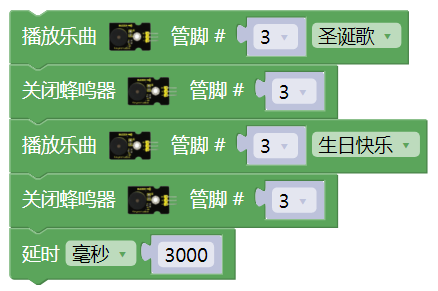 播放乐曲 管脚 # 3 圣诞歌
关闭蜂鸣器 管脚 # 3
播放乐曲 管脚 # 3 生日快乐
关闭蜂鸣器 管脚 # 3
延时 毫秒 3000